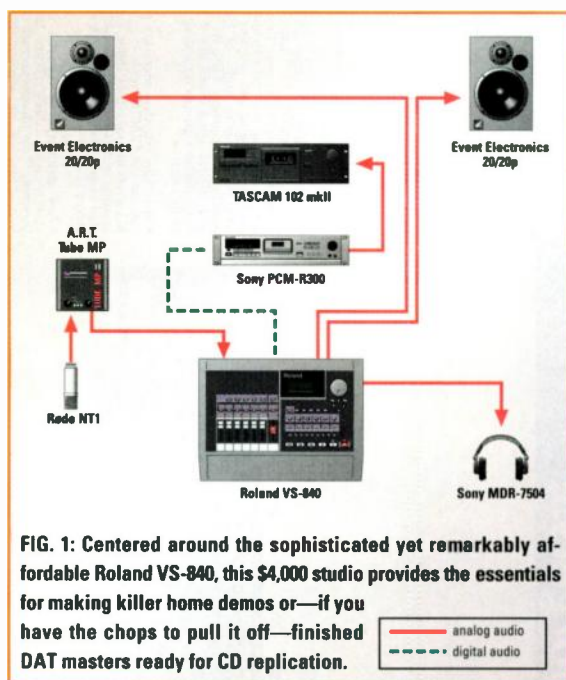 Event Electronics
20/20p
Event Electronics
20/20p
TASCAM 102 mkII
A.R.T.
Tube MP
Sony PCM-R300
Røde NT1
Roland VS-840
Sony MDR-7504
FIG. 1: Centered around the sophisticated yet remarkably af-
fordable Roland VS-840, this $4,000 studio provides the essentials
for making killer home demos or—if you
have the chops to pull it off—finished
DAT masters ready for CD replication.
analog audio
digital audio